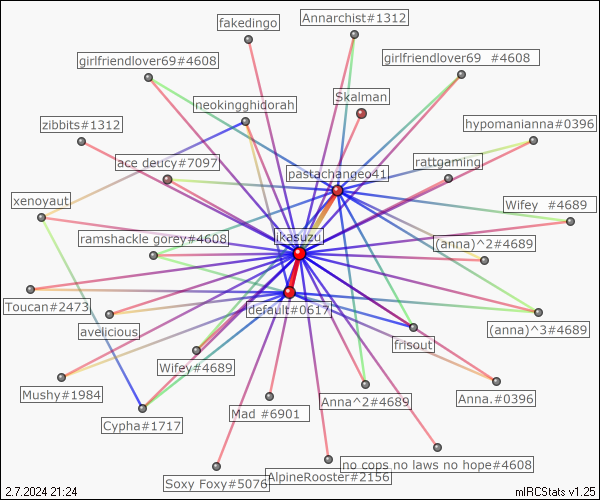 fakedingo
Annarchist#1312
girlfriendlover69#4608
girlfriendlover69 #4608
neokingghidorah
Skalman
zibbits#1312
hypomanianna#0396
ace deucy#7097
rattgaming
pastachangeo41
xenoyaut
Wifey #4689
ikasuzu
ramshackle gorey#4608
(anna)^2#4689
Toucan#2473
default#0617
avelicious
(anna)^3#4689
frisout
Wifey#4689
Mushy#1984
Anna.#0396
Anna^2#4689
Mad #6901
Cypha#1717
no cops no laws no hope#4608
Soxy Foxy#5076
AlpineRooster#2156
2.7.2024 21:24
mIRCStats v1.25